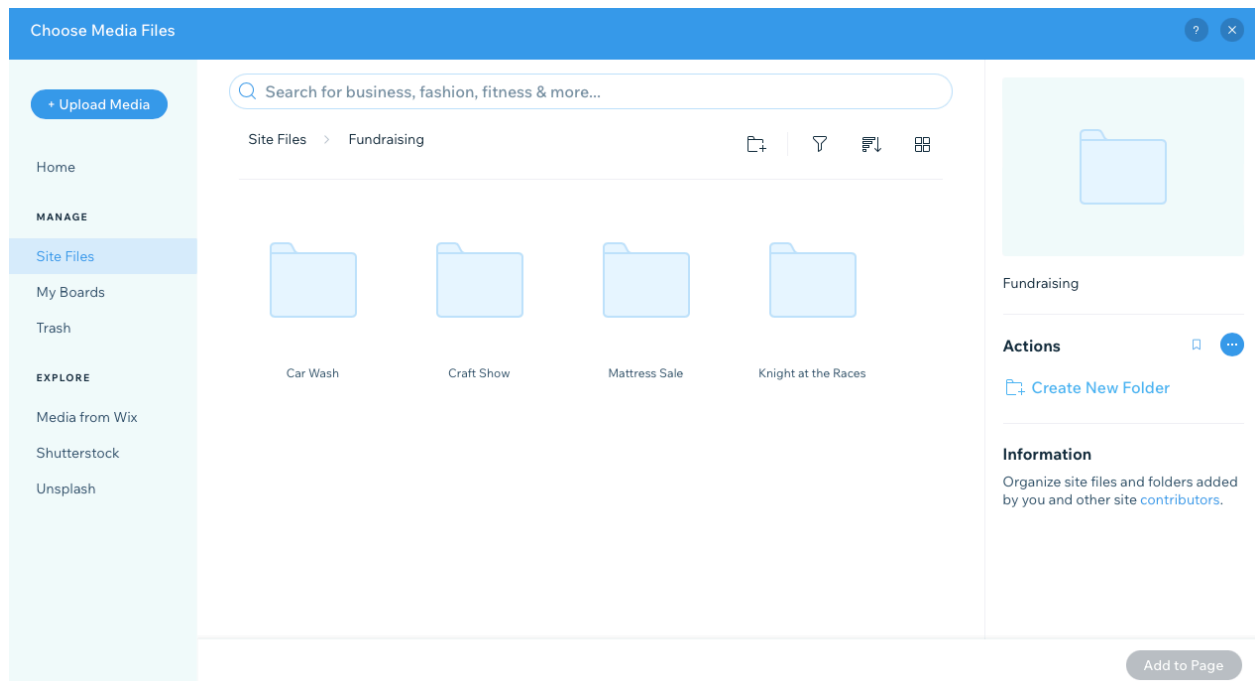 Choose Media Files
?
+ Upload Media
Home
MANAGE
Site Files
My Boards
Trash
EXPLORE
Media from Wix
Shutterstock
Unsplash
Search for business, fashion, fitness & more...
Site Files > Fundraising
Car Wash
Craft Show
Mattress Sale
Knight at the Races
Fundraising
Actions
Create New Folder
Information
Organize site files and folders added
by you and other site contributors.
Add to Page